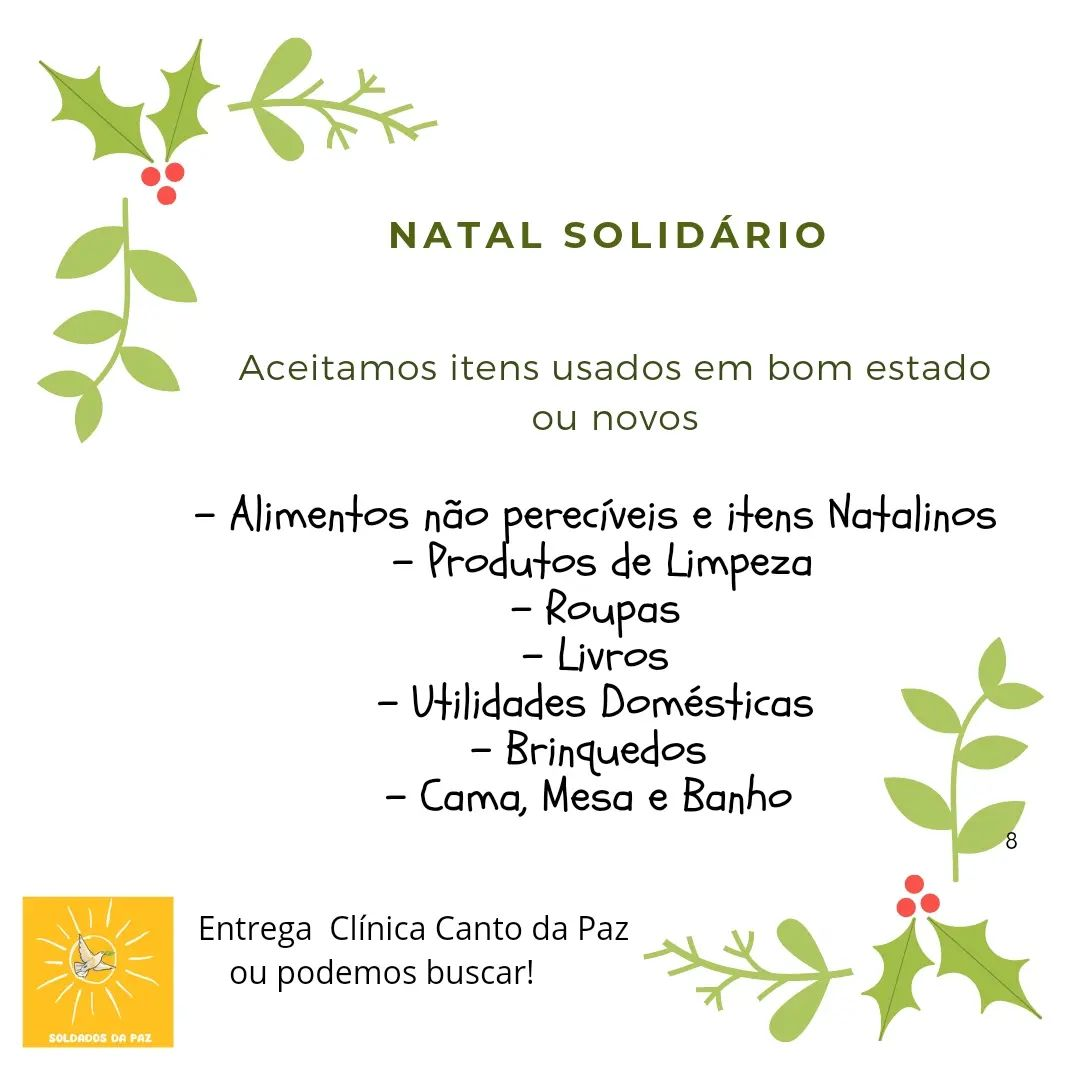 NATAL SOLIDÁRIO
Aceitamos itens usados em bom estado
ou novos
- Alimentos não perecíveis e itens Natalinos
- Produtos de Limpeza
- Roupas
- Livros
- Utilidades Domésticas
- Brinquedos
- Cama, Mesa e Banho
8
Entrega Clínica Canto da Paz
ou podemos buscar!
SOLDADOS DA PAZ